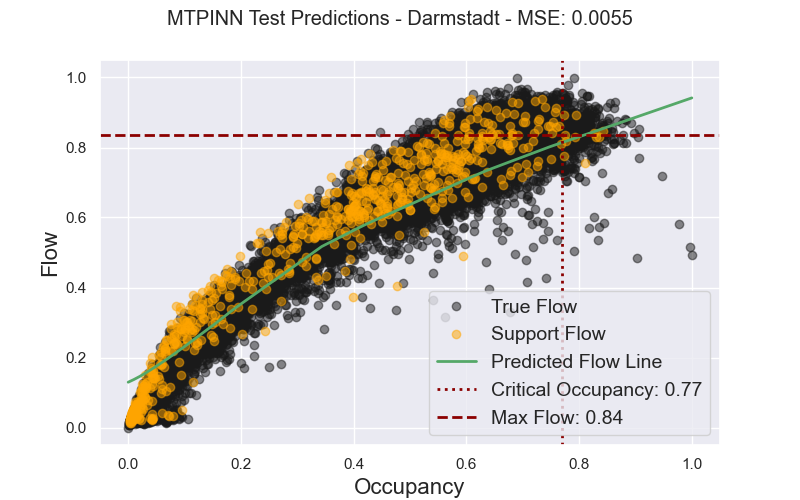 MTPINN Test Predictions - Darmstadt - MSE: 0.0055
1.0
0.8
0.6
0.4
0.2
0.0
Flow
True Flow
Support Flow
Predicted Flow Line
Critical Occupancy: 0.77
Max Flow: 0.84
0.0 0.2 0.4 0.6 0.8 1.0
Occupancy